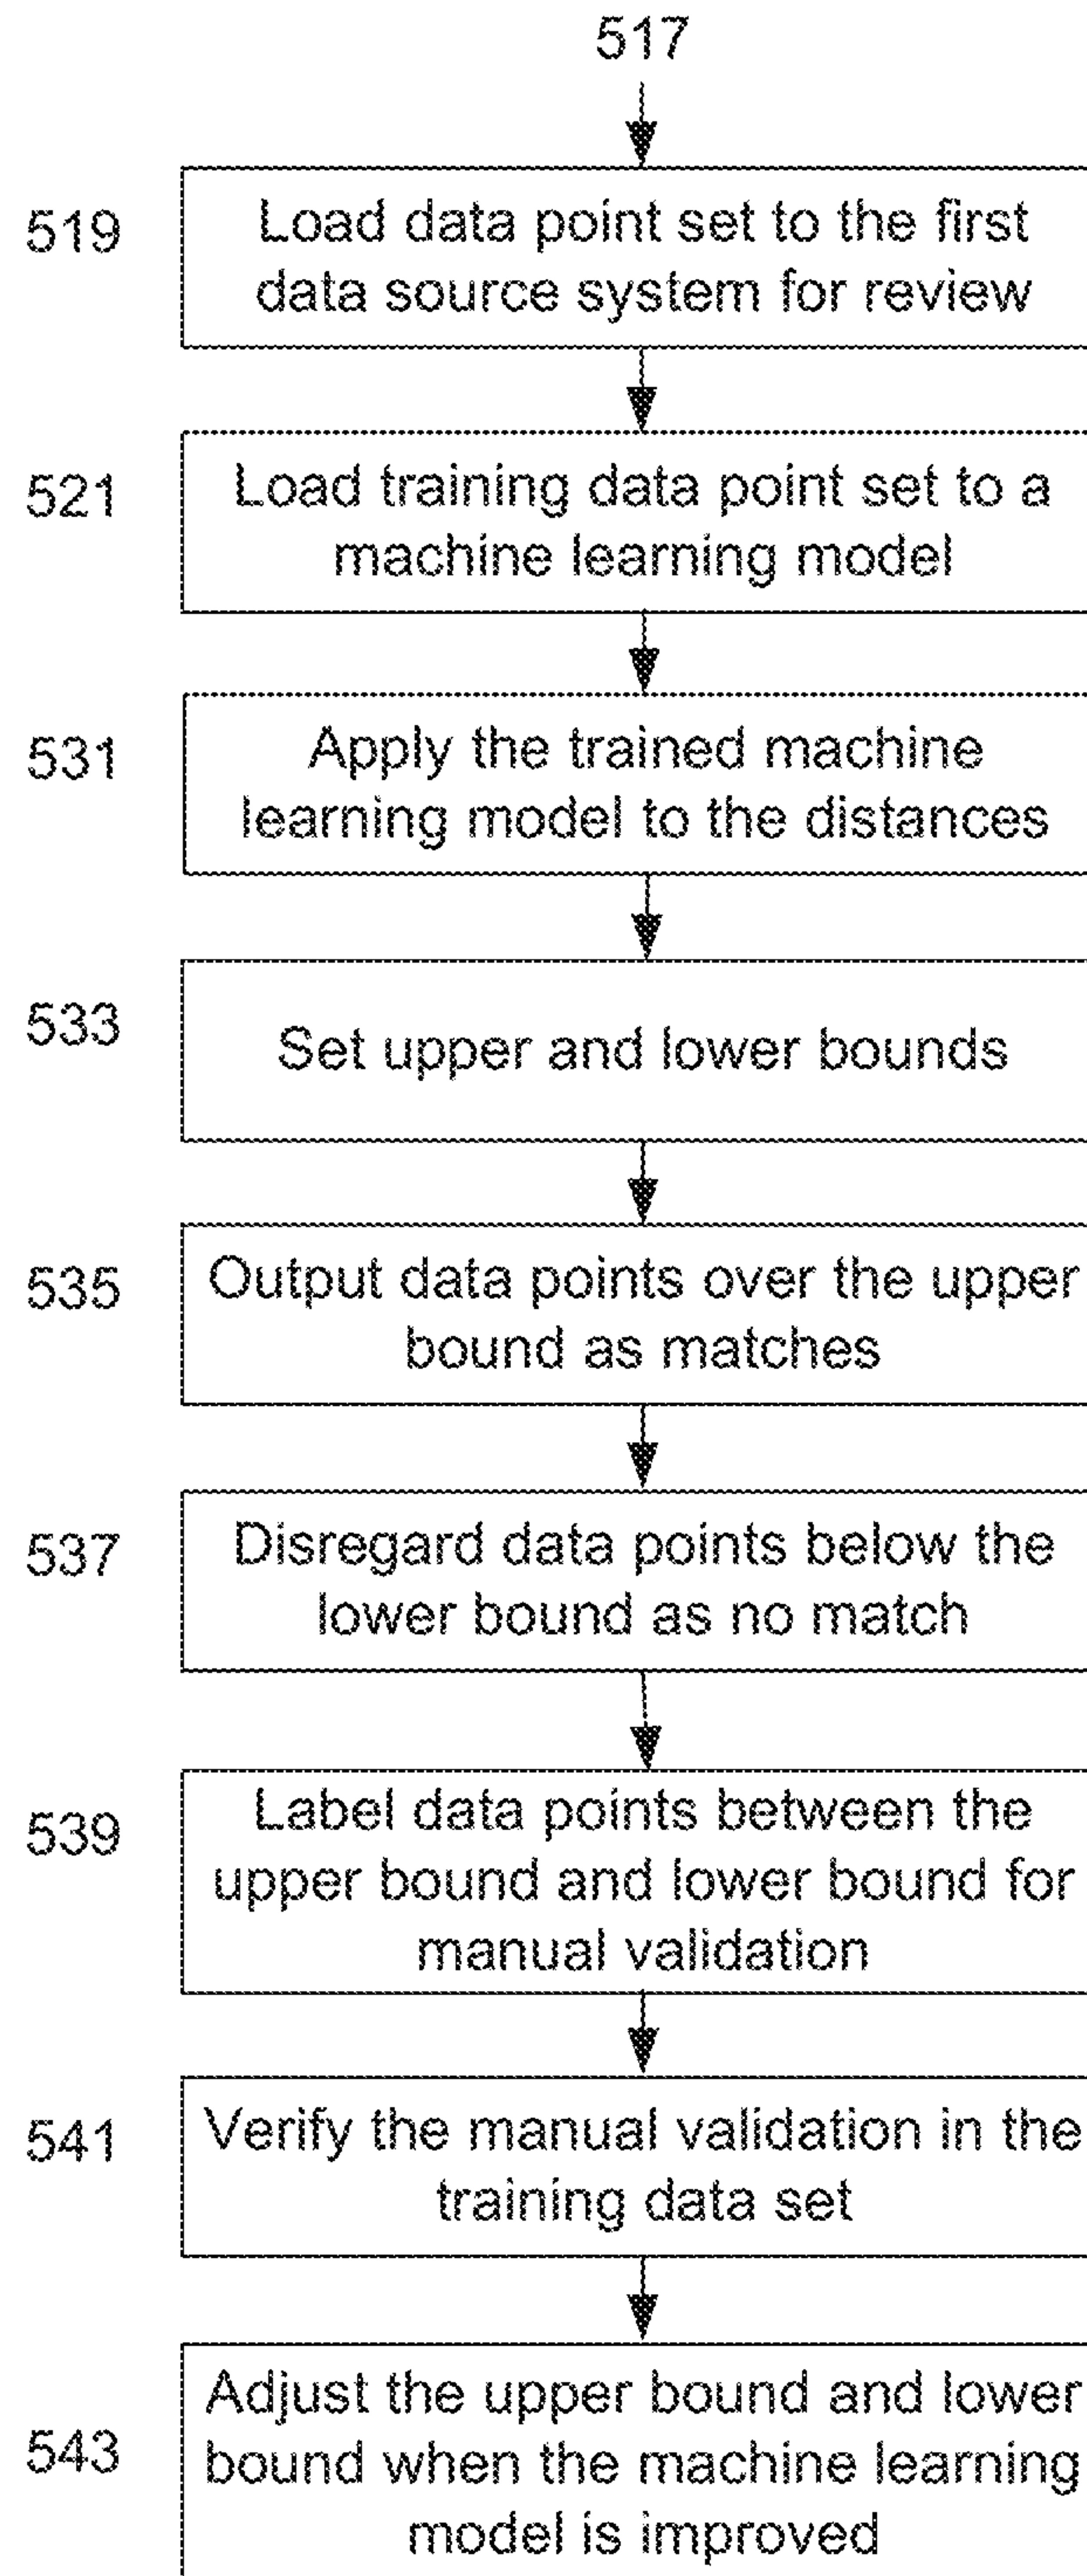 517
519
Load data point set to the first
data source system for review
521
Load training data point set to a
machine learning model
531
Apply the trained machine
learning model to the distances
533
Set upper and lower bounds
535
Output data points over the upper
bound as matches
537
Disregard data points below the
lower bound as no match
539
Label data points between the
upper bound and lower bound for
manual validation
541
Verify the manual validation in the
training data set
543
Adjust the upper bound and lower
bound when the machine learning
model is improved